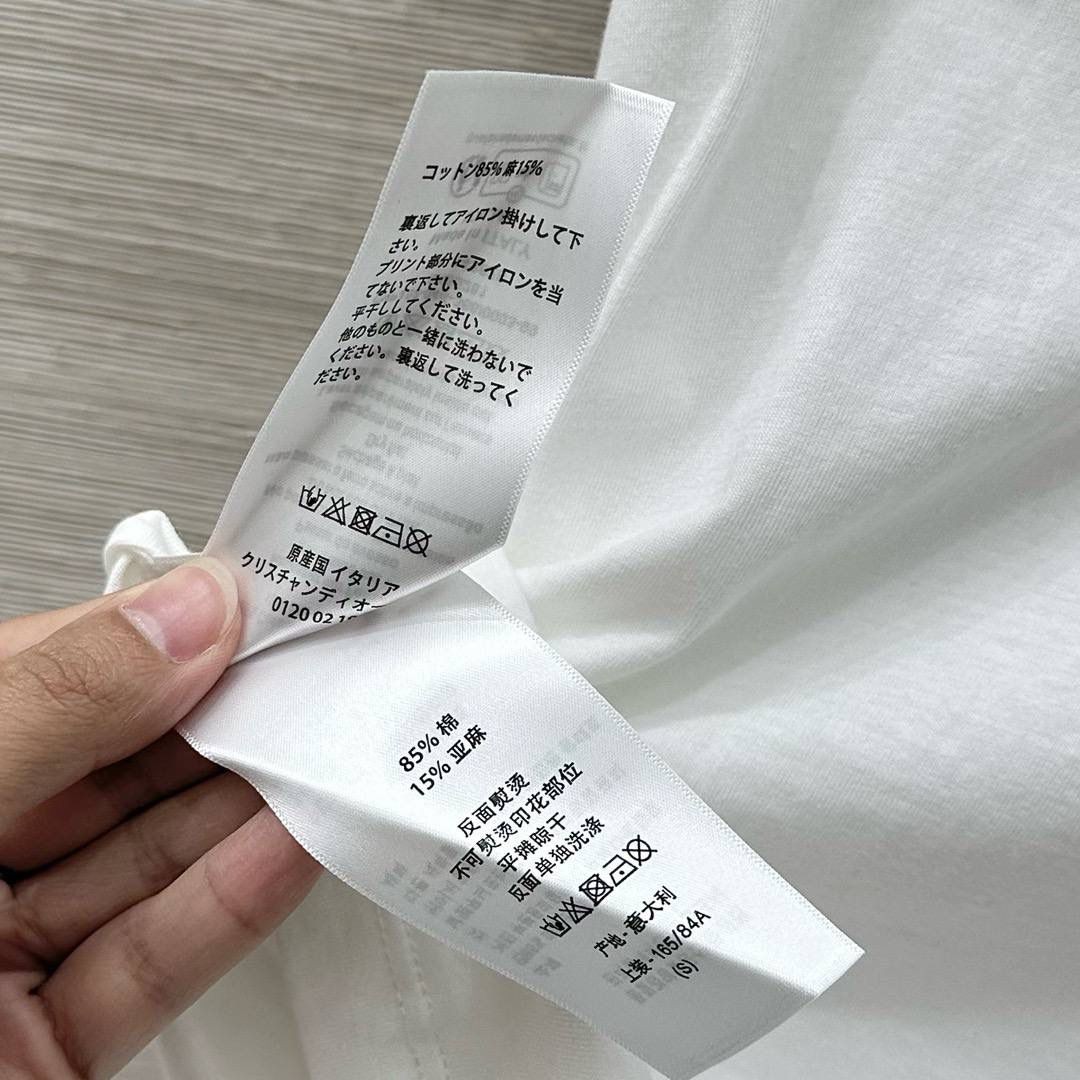 コットン85% 麻15%
裏返してアイロン掛けして下
さい。
プリント部分にアイロンを当
てないで下さい。
平干ししてください。
他のものと一緒に洗わないで
ください。裏返して洗ってく
ださい。
原産国 イタリア
クリスチャンディオ
0120 02
85% 棉
15% 亚麻
反面熨烫
不可熨烫印花部位
平摊晾干
反面单独洗涤
产地 - 意大利
上装 - 165/84A
(S)